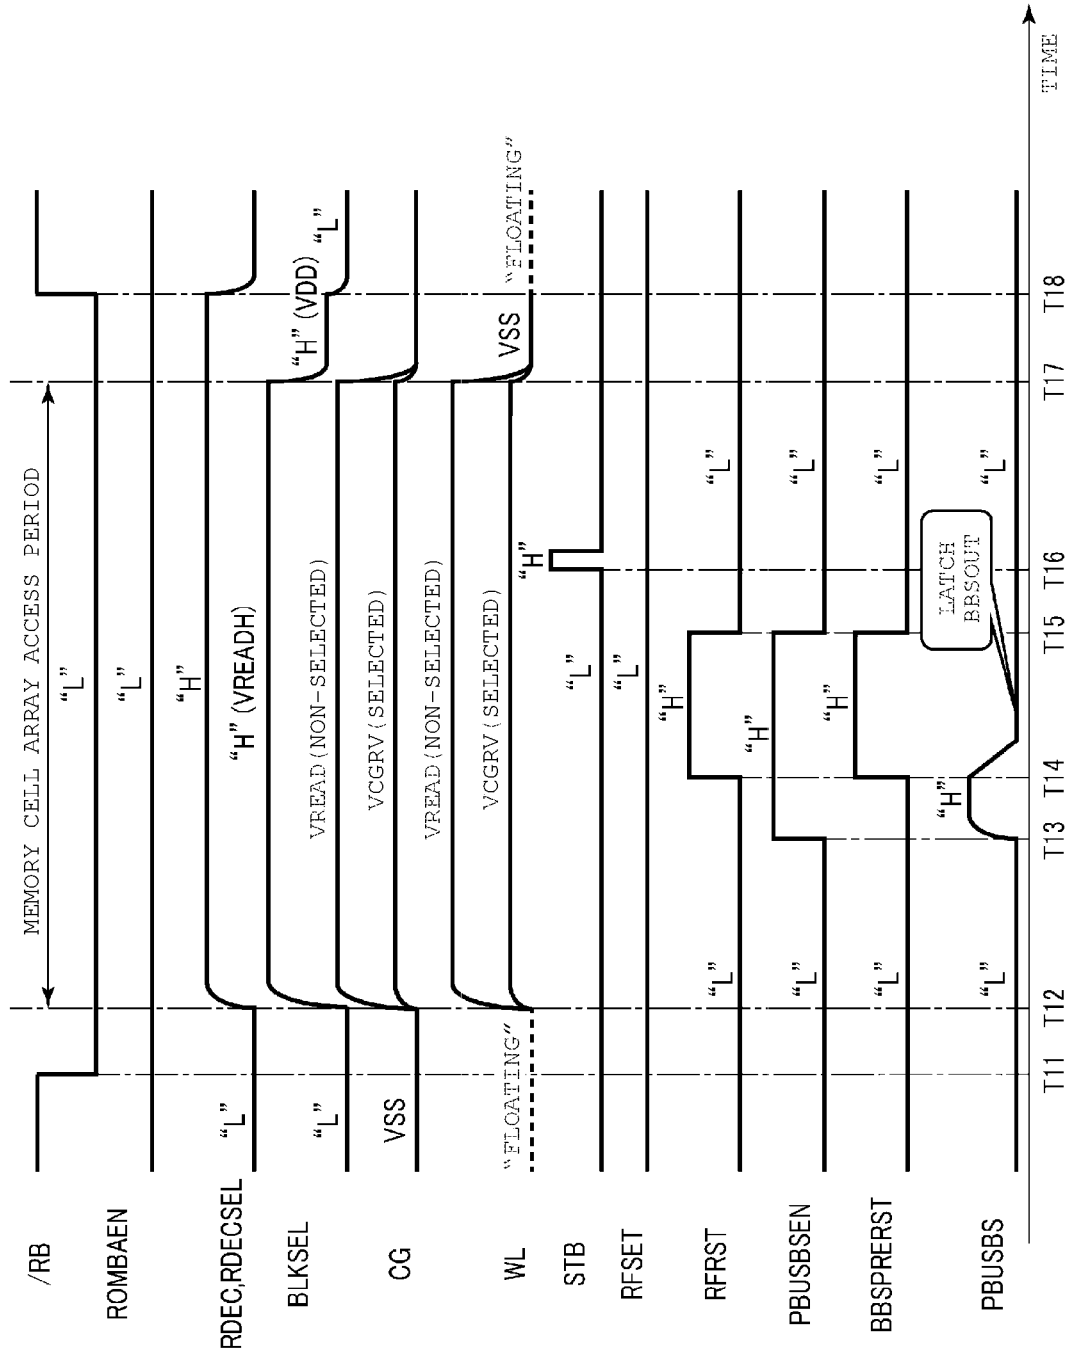 MEMORY CELL ARRAY ACCESS PERIOD
/RB
"L"
ROMBAEN
"L"
RDEC,RDECSEL
"L"
"H"
BLKSEL
"L"
"H" (VREADH)
"H" (VDD)
"L"
CG
VSS
VREAD(NON-SELECTED)
VCGRV(SELECTED)
WL
"FLOATING"
VREAD(NON-SELECTED)
VCGRV(SELECTED)
VSS
"FLOATING"
STB
"L"
"H"
RFSET
"L"
RFRST
"L"
"H"
"L"
PBUSBSEN
"L"
"H"
"L"
BBSPRERST
"L"
"H"
"L"
PBUSBS
"L"
"H"
LATCH
BBSOUT
"L"
T11
T12
T13
T14
T15
T16
T17
T18
TIME